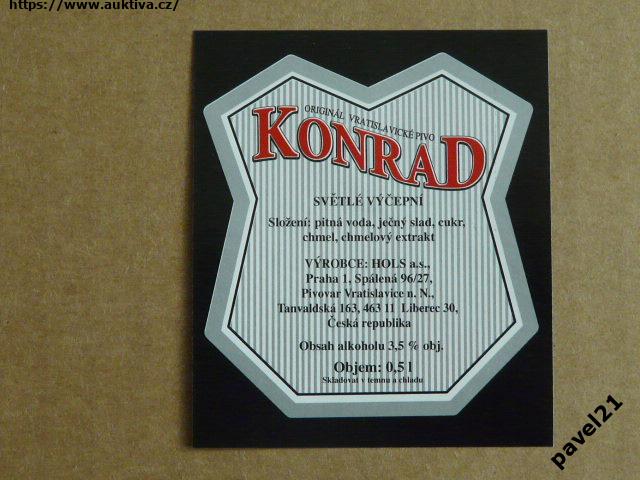 https://www.auktiva.cz/
ORIGINÁL VRATISLAVICKÉ PIVO
KONRAD
SVĚTLÉ VÝČEPNÍ
Složení: pitná voda, ječný slad, cukr,
chmel, chmelový extrakt
VÝROBCE: HOLS a.s.,
Praha 1, Spálená 96/27,
Pivovar Vratislavice n. N.,
Tanvaldská 163, 463 11 Liberec 30,
Česká republika
Obsah alkoholu 3,5 % obj.
Objem: 0,5 l
Skladovat v temnu a chladu
pavel21